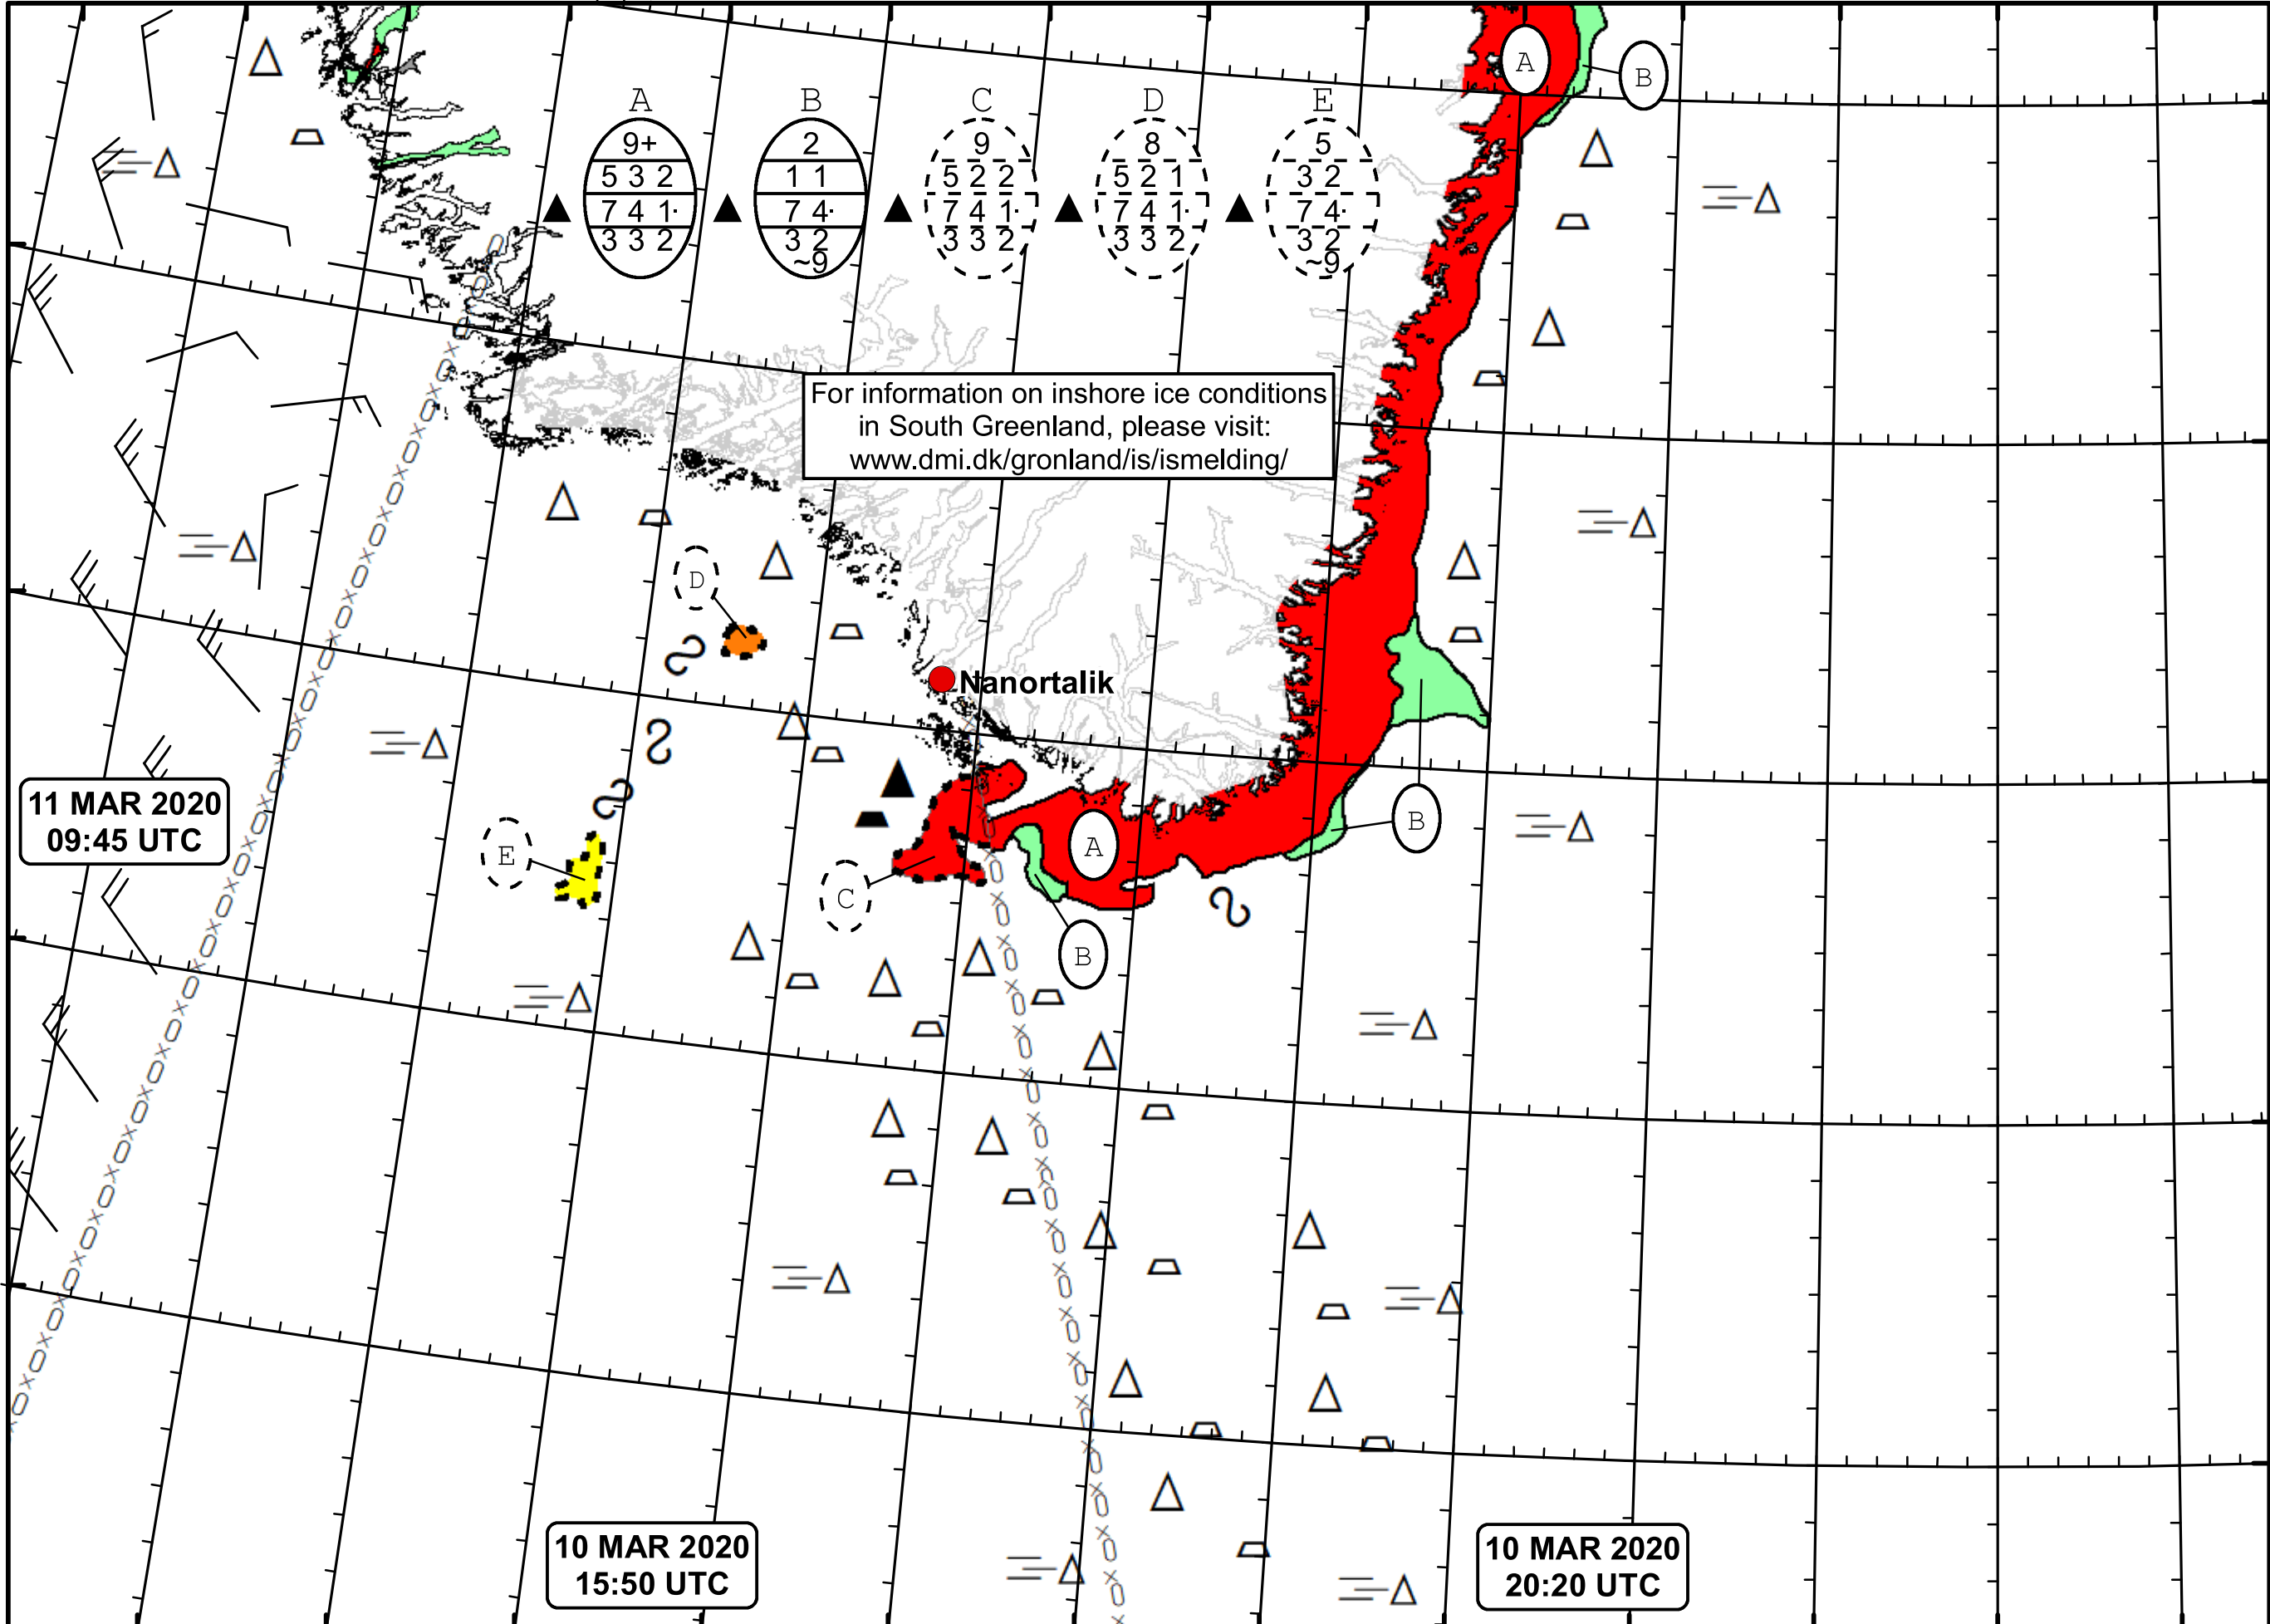 A
B
A B C D E
9+ 2 9 8 5
5 3 2 1 1 5 2 2 5 2 1 3 2
7 4 1· 7 4· 7 4 1· 7 4 1· 7 4·
3 3 2 3 2 3 3 2 3 3 2 3 2
~9 ~9
For information on inshore ice conditions
in South Greenland, please visit:
www.dmi.dk/gronland/is/ismelding/
D
Nanortalik
11 MAR 2020
09:45 UTC
E
C
A
B
B
10 MAR 2020
15:50 UTC
10 MAR 2020
20:20 UTC